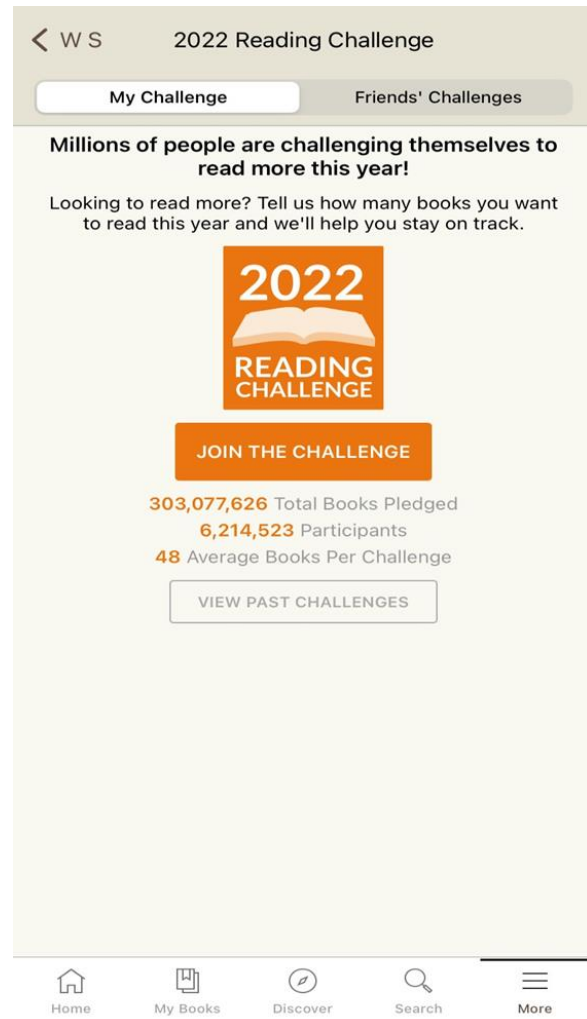 W S
2022 Reading Challenge
My Challenge
Friends' Challenges
Millions of people are challenging themselves to
read more this year!
Looking to read more? Tell us how many books you want
to read this year and we'll help you stay on track.
2022
READING
CHALLENGE
JOIN THE CHALLENGE
303,077,626 Total Books Pledged
6,214,523 Participants
48 Average Books Per Challenge
VIEW PAST CHALLENGES
Home
My Books
Discover
Search
More